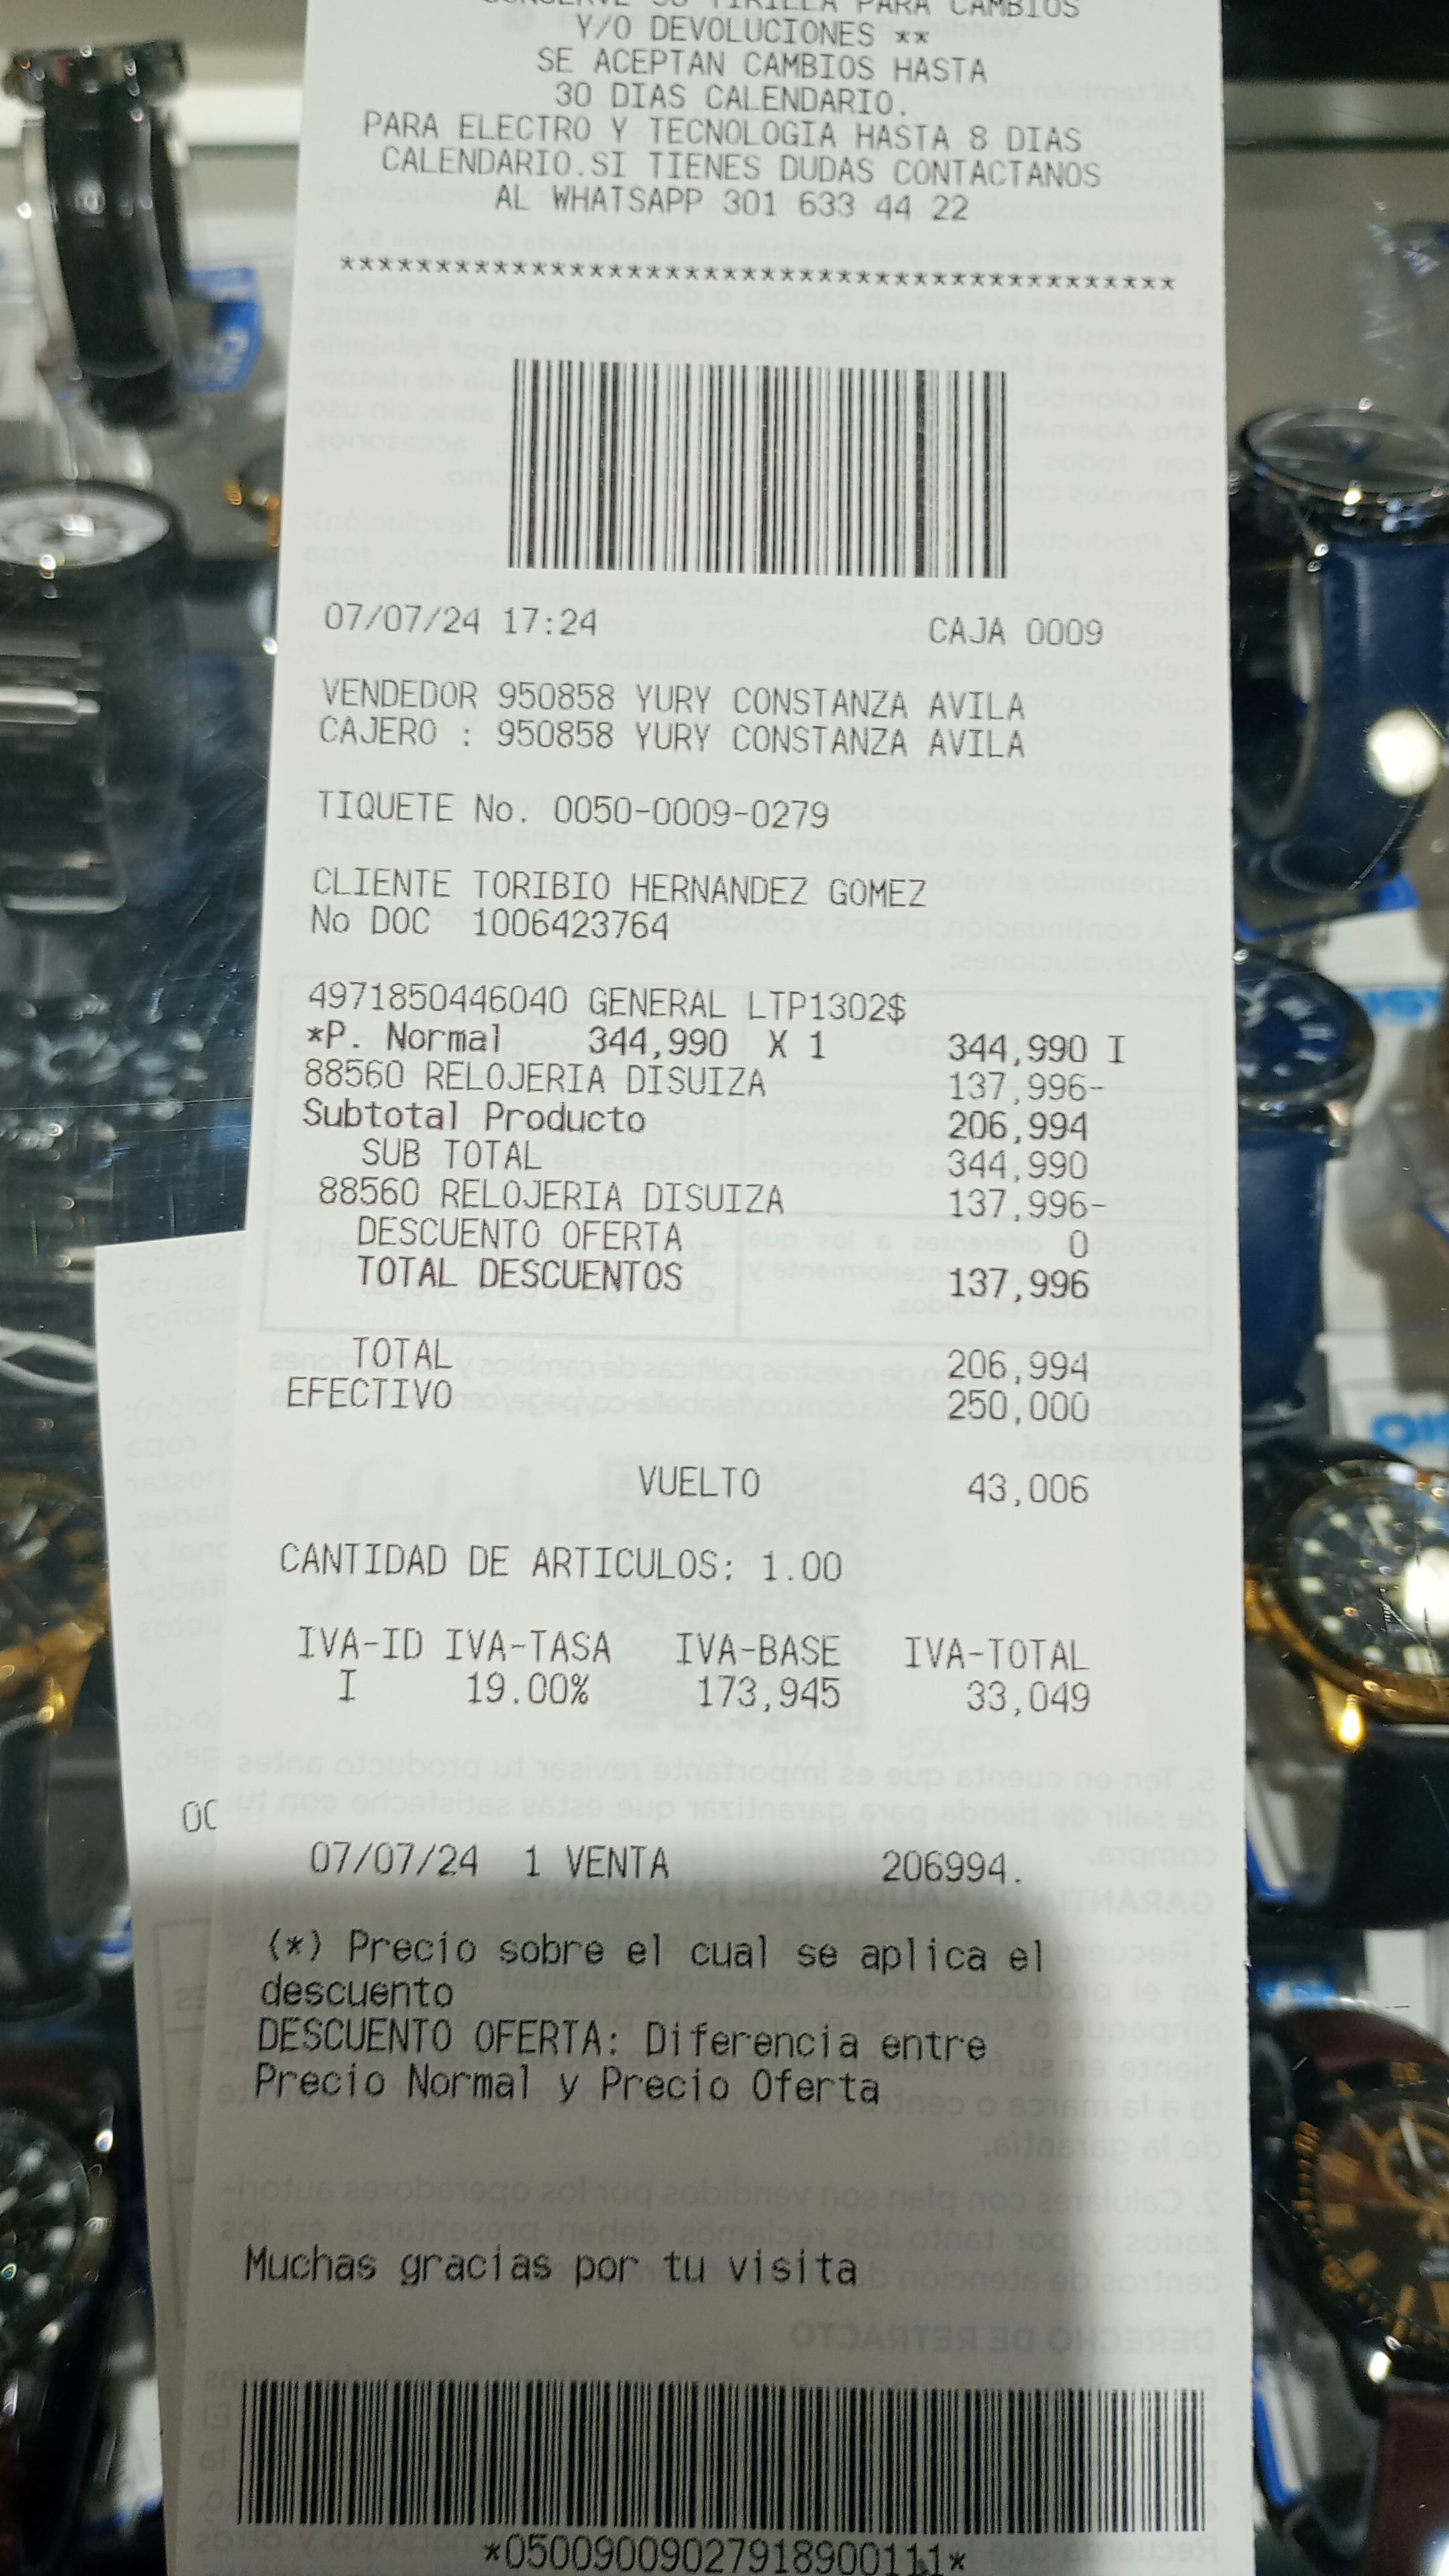 CONSERVE SU TIRILLA PARA CAMBIOS
Y/O DEVOLUCIONES **
SE ACEPTAN CAMBIOS HASTA
30 DIAS CALENDARIO.
PARA ELECTRO Y TECNOLOGIA HASTA 8 DIAS
CALENDARIO.SI TIENES DUDAS CONTACTANOS
AL WHATSAPP 301 633 44 22
*******************************************
07/07/24 17:24 CAJA 0009
VENDEDOR 950858 YURY CONSTANZA AVILA
CAJERO : 950858 YURY CONSTANZA AVILA
TIQUETE No. 0050-0009-0279
CLIENTE TORIBIO HERNANDEZ GOMEZ
No DOC 1006423764
4971850446040 GENERAL LTP1302$
*P. Normal 344,990 X 1 344,990 I
88560 RELOJERIA DISUIZA 137,996-
Subtotal Producto 206,994
SUB TOTAL 344,990
88560 RELOJERIA DISUIZA 137,996-
DESCUENTO OFERTA 0
TOTAL DESCUENTOS 137,996
TOTAL 206,994
EFECTIVO 250,000
VUELTO 43,006
CANTIDAD DE ARTICULOS: 1.00
IVA-ID IVA-TASA IVA-BASE IVA-TOTAL
I 19.00% 173,945 33,049
07/07/24 1 VENTA 206994.
(*) Precio sobre el cual se aplica el
descuento
DESCUENTO OFERTA: Diferencia entre
Precio Normal y Precio Oferta
Muchas gracias por tu visita
*050090090279189001​11*